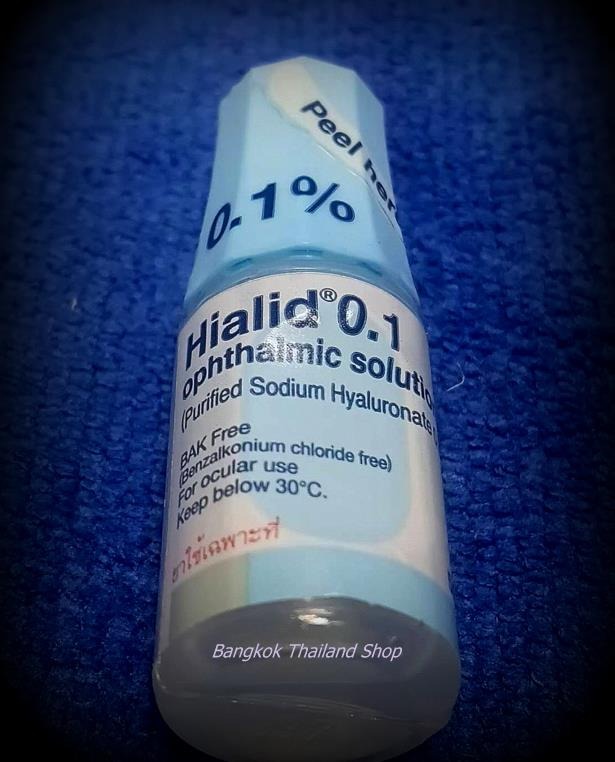 Peel her
0.1%
Hialid® 0.1
ophthalmic solutio
(Purified Sodium Hyaluronate
BAK Free
(Benzalkonium chloride free)
For ocular use
Keep below 30°C.
ยาใช้เฉพาะที่
Bangkok Thailand Shop